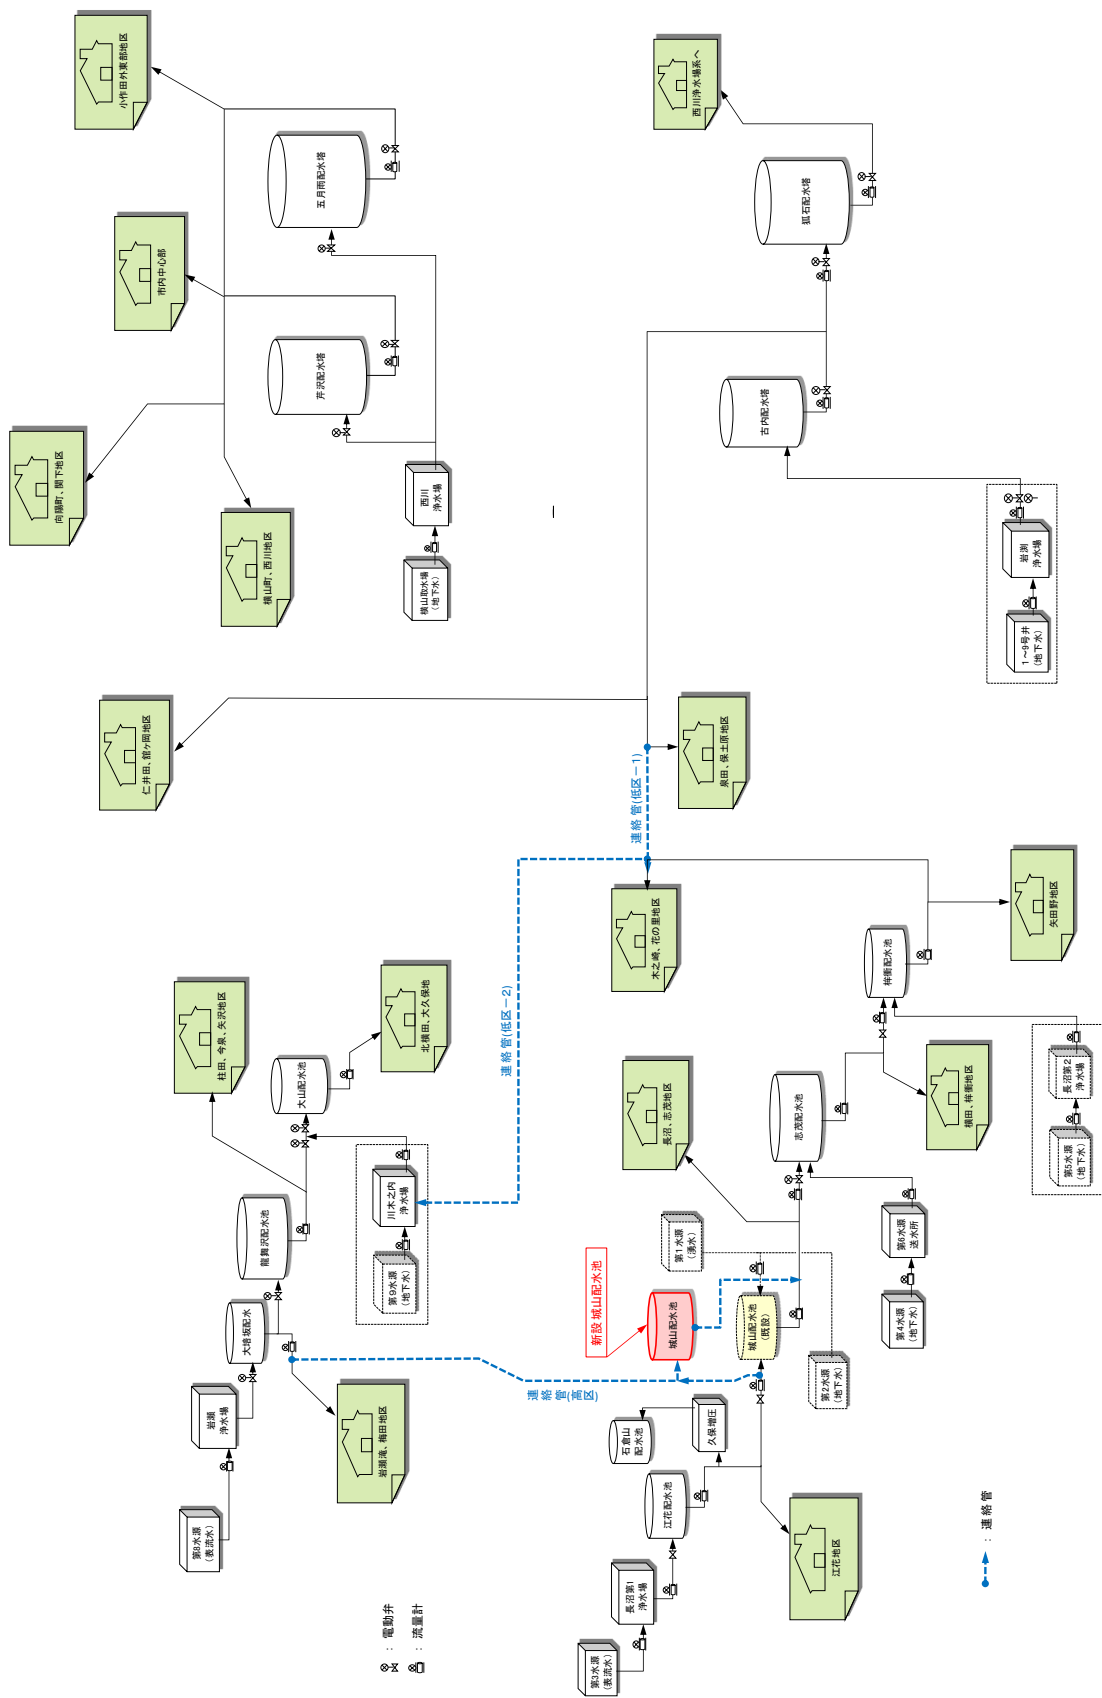 小作田外東部地区
市内中心部
向陽町、関下地区
横山町、西川地区
五月雨配水塔
芹沢配水塔
西川
浄水場
横山取水場
（地下水）
西川浄水場系へ
狐石配水塔
古内配水塔
岩渕
浄水場
1～9号井
（地下水）
仁井田、舘ヶ岡地区
泉田、保土原地区
連絡管(低区－1)
連絡管(低区－2)
木之崎、花の里地区
矢田野地区
桙衝配水池
長沼第2
浄水場
第5水源
（地下水）
横田、桙衝地区
志茂配水池
第6水源
送水所
第4水源
（地下水）
長沼、志茂地区
第1水源
（湧水）
第2水源
（地下水）
新設 城山配水池
城山配水池
城山配水池
（既設）
柱田、今泉、矢沢地区
北横田、大久保地
大山配水池
川木之内
浄水場
第9水源
（地下水）
龍舞沢配水池
大培坂配水
岩瀬
浄水場
第8水源
（表流水）
岩瀬滝、梅田地区
連絡管(高区)
石倉山
配水池
久保増圧
江花配水池
長沼第1
浄水場
第3水源
（表流水）
江花地区
：電動弁
：流量計
：連絡管